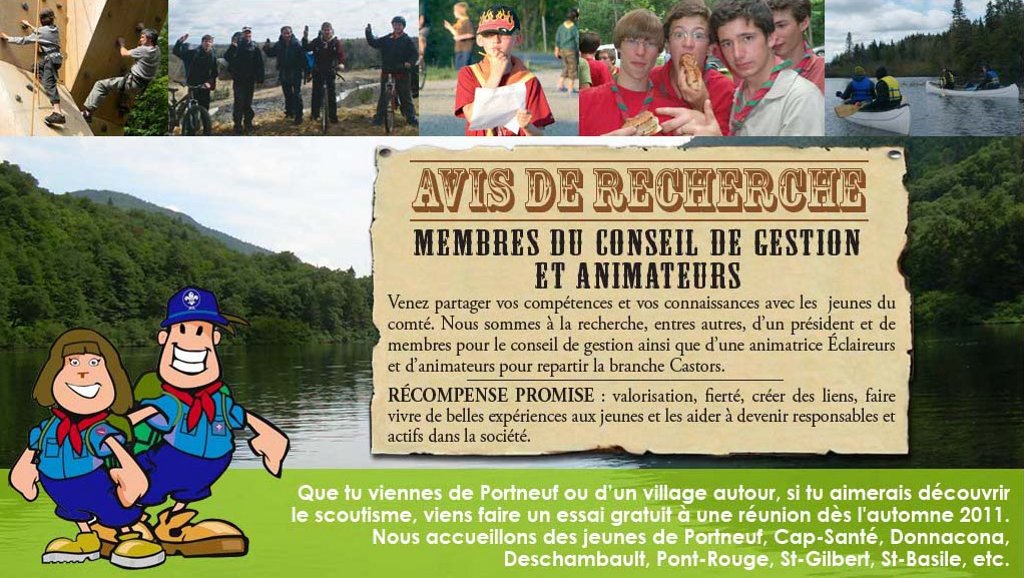 AVIS DE RECHERCHE
MEMBRES DU CONSEIL DE GESTION
ET ANIMATEURS
Venez partager vos compétences et vos connaissances avec les jeunes du
comté. Nous sommes à la recherche, entres autres, d'un président et de
membres pour le conseil de gestion ainsi que d'une animatrice Éclaireurs
et d'animateurs pour repartir la branche Castors.
RÉCOMPENSE PROMISE : valorisation, fierté, créer des liens, faire
vivre de belles expériences aux jeunes et les aider à devenir responsables et
actifs dans la société.
Que tu viennes de Portneuf ou d'un village autour, si tu aimerais découvrir
le scoutisme, viens faire un essai gratuit à une réunion dès l'automne 2011.
Nous accueillons des jeunes de Portneuf, Cap-Santé, Donnacona,
Deschambault, Pont-Rouge, St-Gilbert, St-Basile, etc.